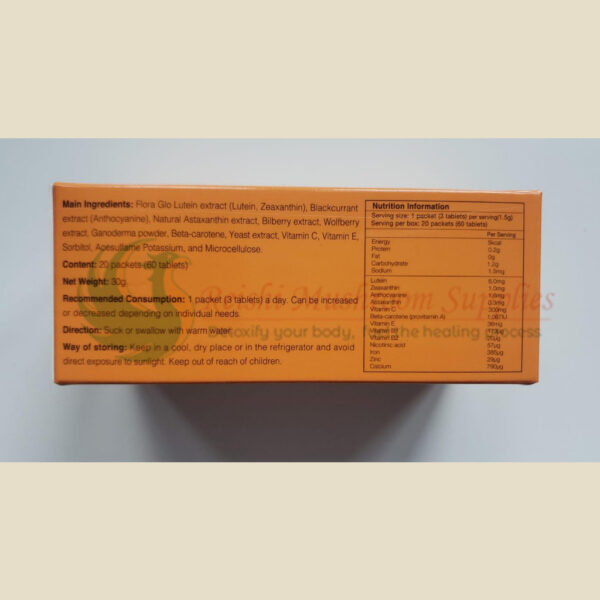 Main Ingredients: Flora Glo Lutein extract (Lutein, Zeaxanthin), Blackcurrant
extract (Anthocyanine), Natural Astaxanthin extract, Bilberry extract, Wolfberry
extract, Ganoderma powder, Beta-carotene, Yeast extract, Vitamin C, Vitamin E,
Sorbitol, Apesulfame Potassium, and Microcellulose.
Content: 20 packets (60 tablets)
Net Weight: 30g
Recommended Consumption: 1 packet (3 tablets) a day. Can be increased
or decreased depending on individual needs.
Direction: Suck or swallow with warm water.
Way of storing: Keep in a cool, dry place or in the refrigerator and avoid
direct exposure to sunlight. Keep out of reach of children.
Nutrition Information
Serving size: 1 packet (3 tablets) per serving(1.5g)
Serving per box: 20 packets (60 tablets)
Per Serving
Energy
Protein 0.2g
Fat 0g
Carbohydrate 1.2g
Sodium 1.5mg
Lutein 6.0mg
Zeaxanthin
Anthocyanine
Astaxanthin
Vitamin C 300mg
Beta-carotene (provitamin A)
Vitamin E
Vitamin B2
Nicotinic acid 57µg
Iron 385µg
Zinc 29µg
Calcium 790µg
Reishi Mushroom Supplies
Detoxify your body, the healing process